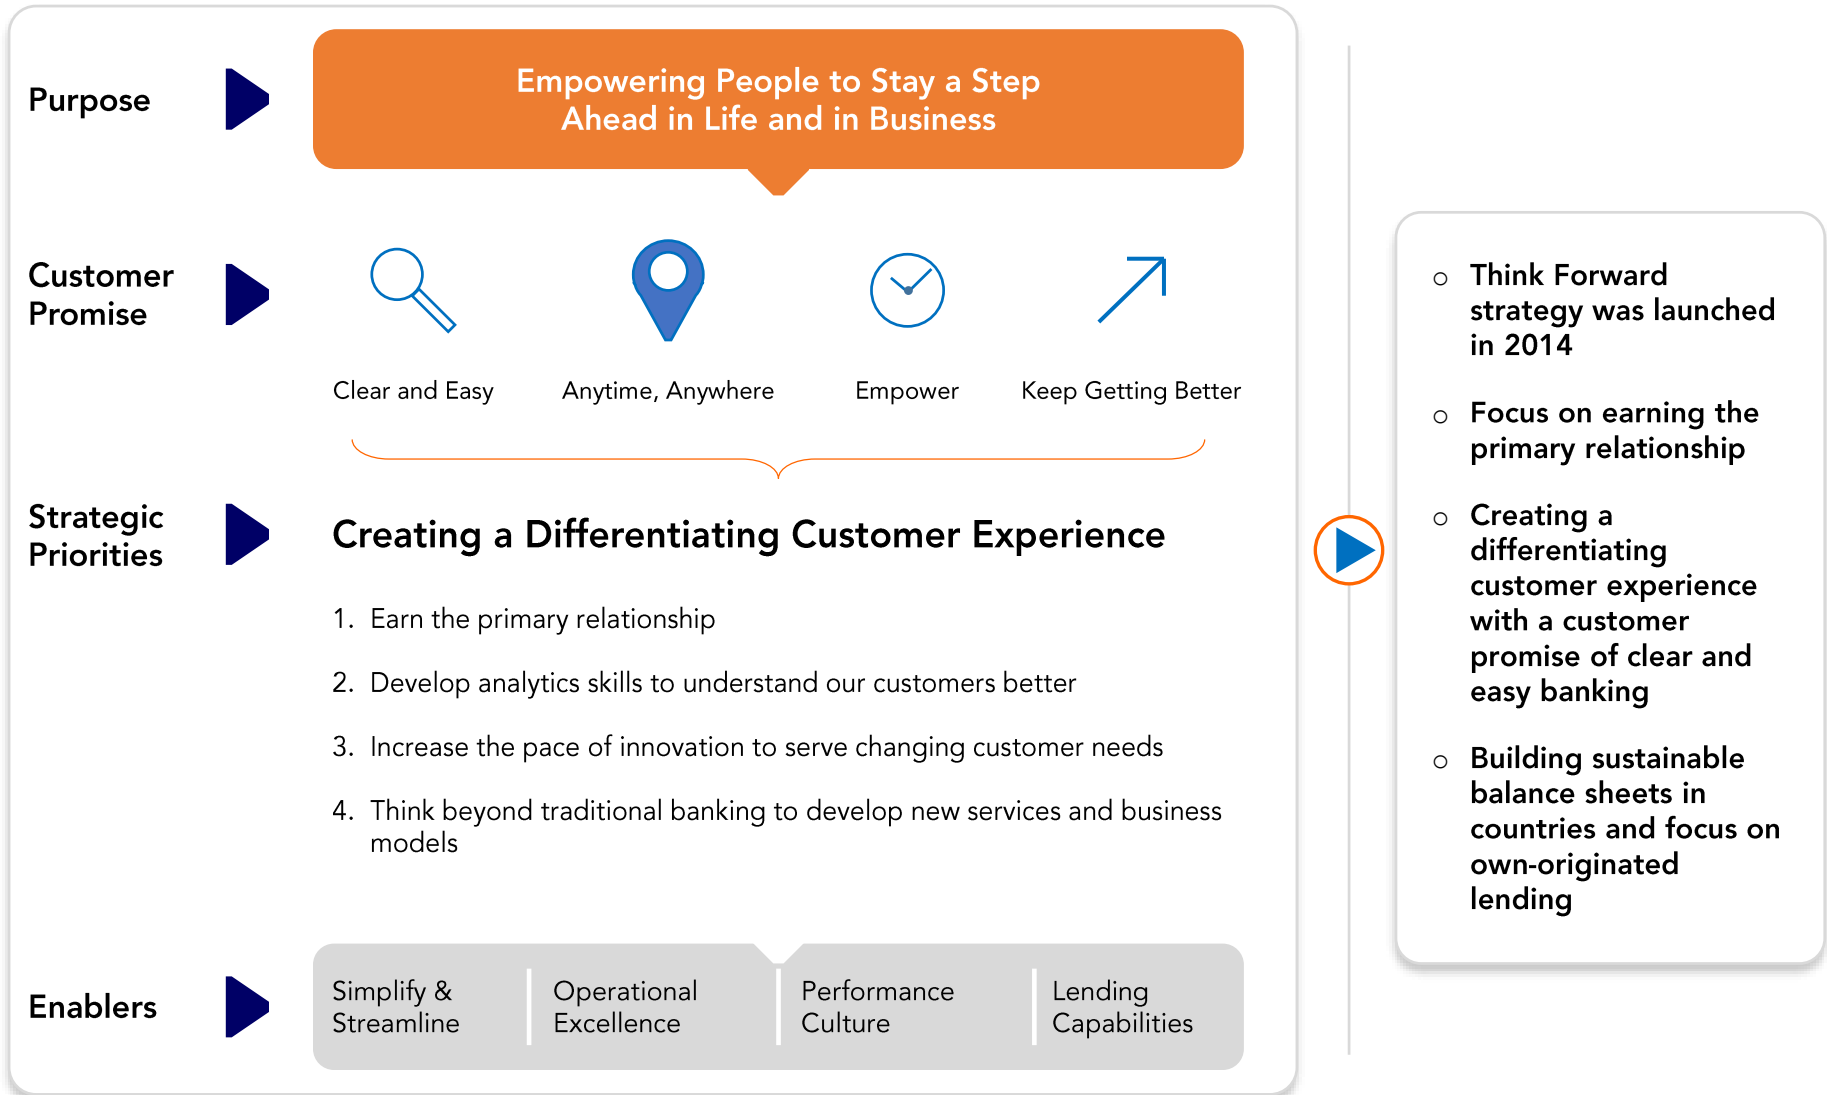 Purpose
Empowering People to Stay a Step
Ahead in Life and in Business
Customer
Promise
Clear and Easy
Anytime, Anywhere
Empower
Keep Getting Better
Strategic
Priorities
Creating a Differentiating Customer Experience
1. Earn the primary relationship
2. Develop analytics skills to understand our customers better
3. Increase the pace of innovation to serve changing customer needs
4. Think beyond traditional banking to develop new services and business
models
Enablers
Simplify &
Streamline
Operational
Excellence
Performance
Culture
Lending
Capabilities
o Think Forward
strategy was launched
in 2014
o Focus on earning the
primary relationship
o Creating a
differentiating
customer experience
with a customer
promise of clear and
easy banking
o Building sustainable
balance sheets in
countries and focus on
own-originated
lending